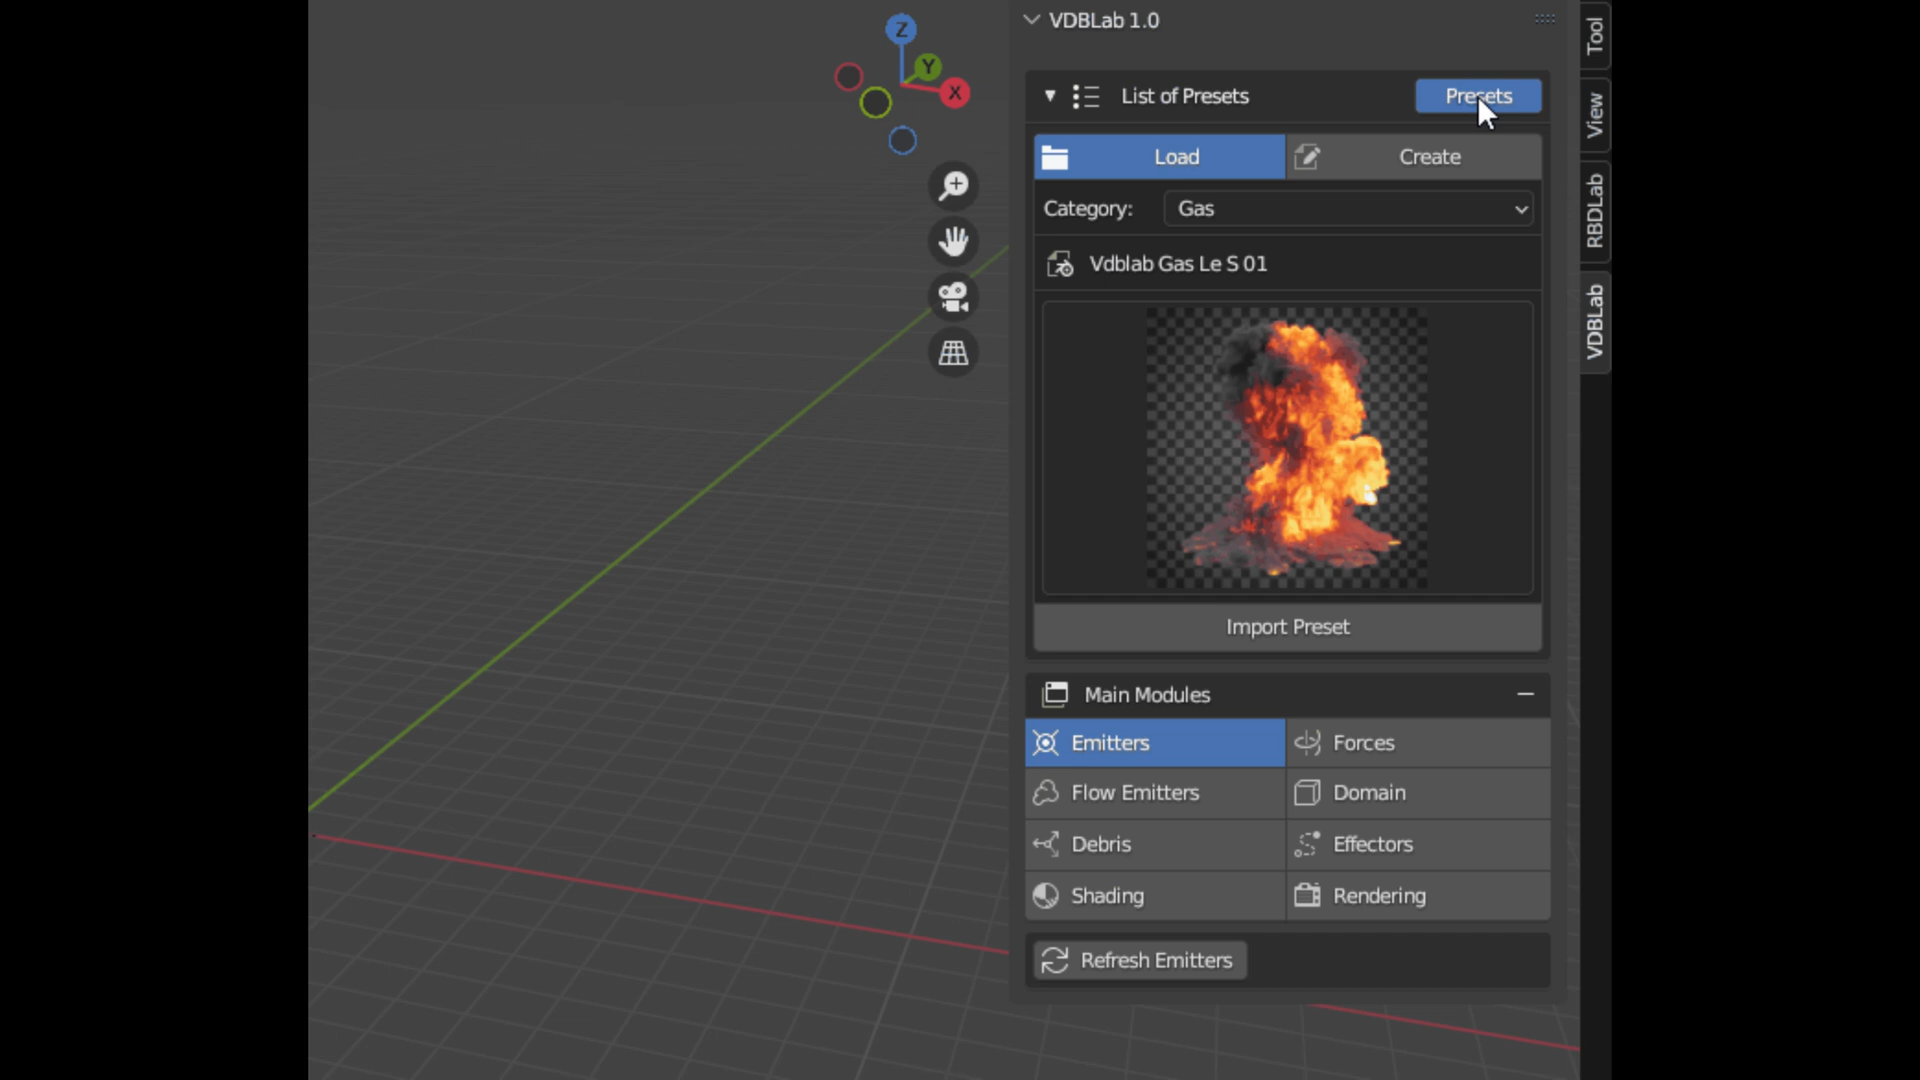 VDBLab 1.0
Z
Y
X
List of Presets
Presets
Load
Create
Category:
Gas
Vdblab Gas Le S 01
Import Preset
Main Modules
Emitters
Forces
Flow Emitters
Domain
Debris
Effectors
Shading
Rendering
Refresh Emitters
Tool
View
RBDLab
VDBLab